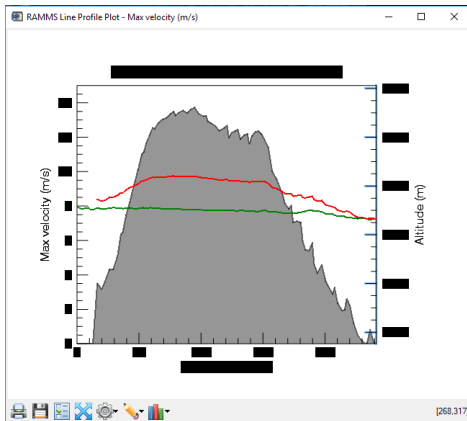 RAMMS Line Profile Plot - Max velocity (m/s)
Max velocity (m/s)
Altitude (m)
[268,317]